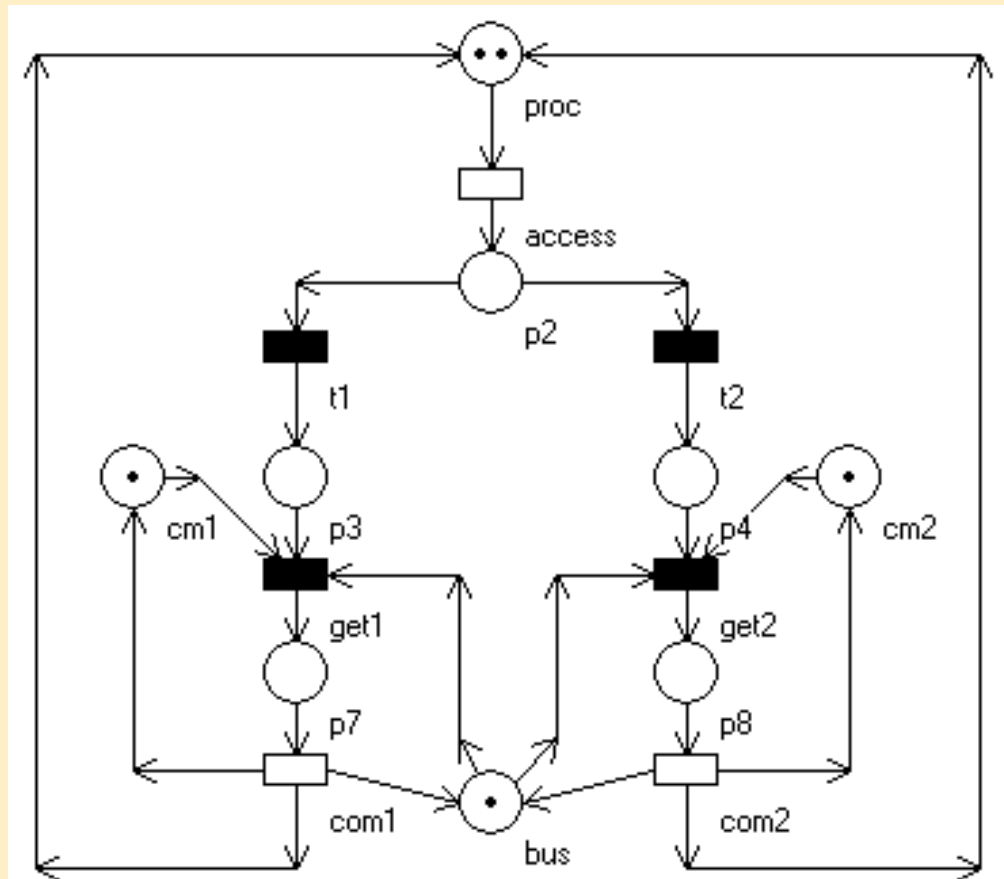 proc
access
p2
t1
t2
cm1
p3
p4
cm2
get1
get2
p7
p8
com1
com2
bus